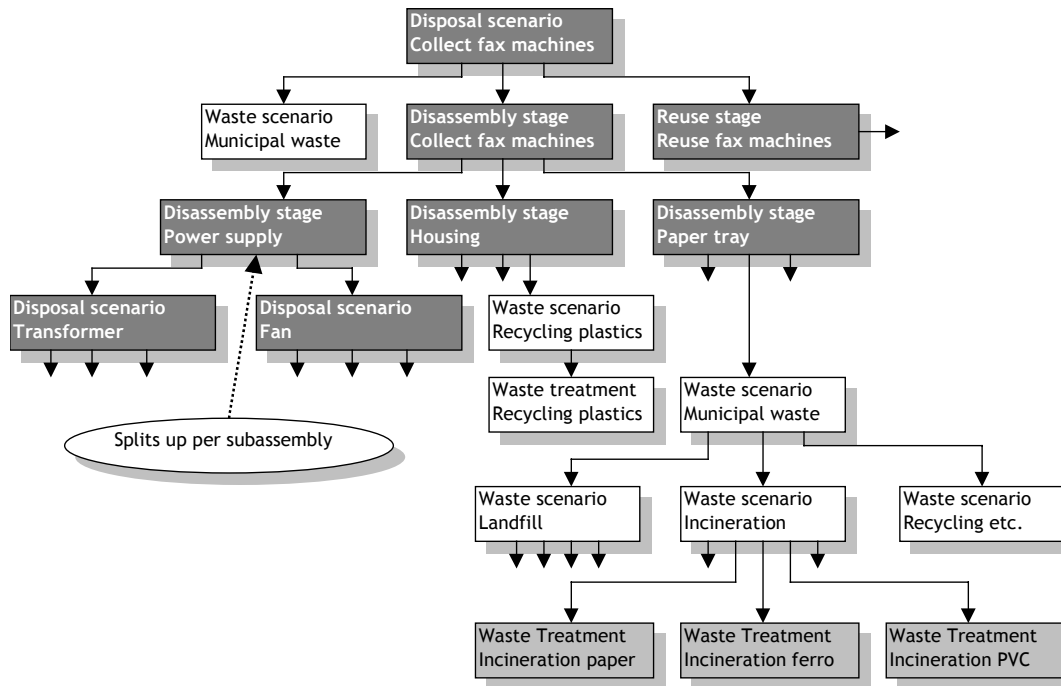 Disposal scenario
Collect fax machines
Waste scenario
Municipal waste
Disassembly stage
Collect fax machines
Reuse stage
Reuse fax machines
Disassembly stage
Power supply
Disassembly stage
Housing
Disassembly stage
Paper tray
Disposal scenario
Transformer
Disposal scenario
Fan
Waste scenario
Recycling plastics
Waste treatment
Recycling plastics
Waste scenario
Municipal waste
Splits up per subassembly
Waste scenario
Landfill
Waste scenario
Incineration
Waste scenario
Recycling etc.
Waste Treatment
Incineration paper
Waste Treatment
Incineration ferro
Waste Treatment
Incineration PVC